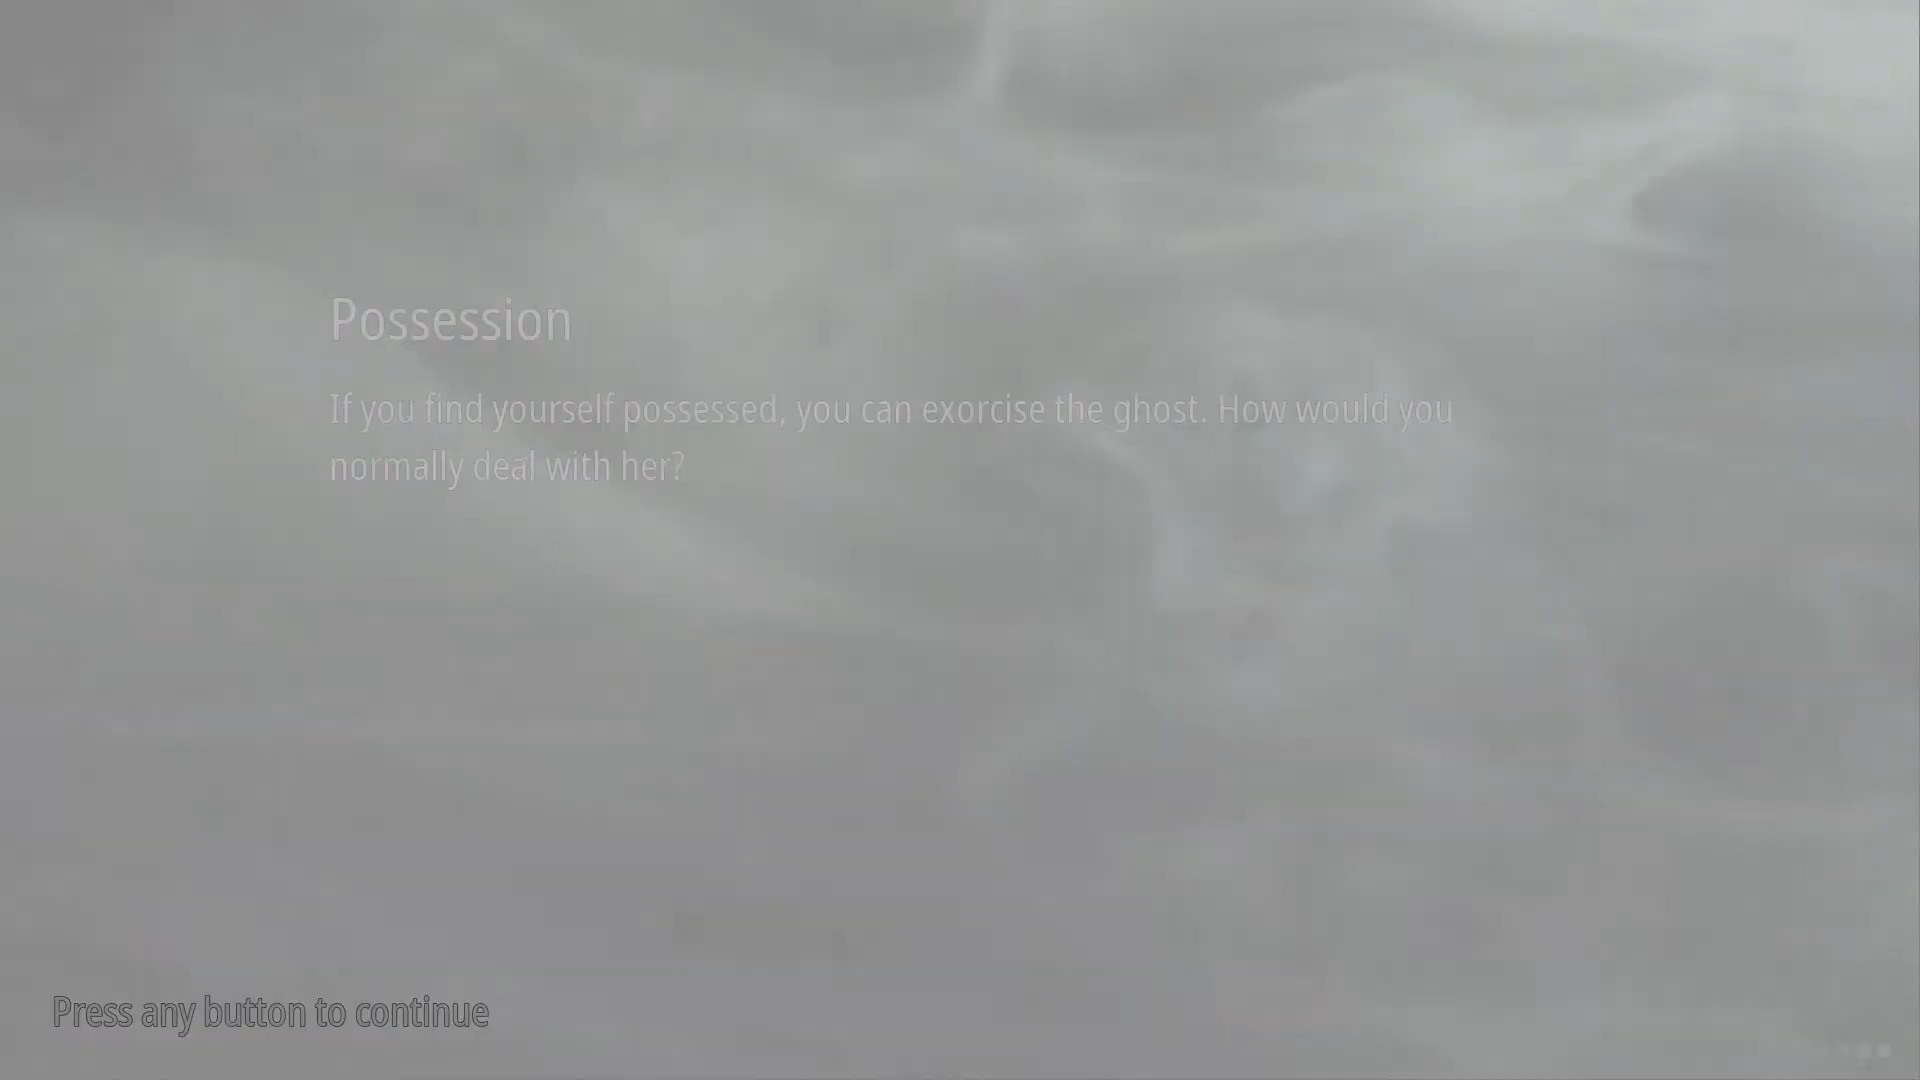 Possession
If you find yourself possessed, you can exorcise the ghost. How would you
normally deal with her?
Press any button to continue